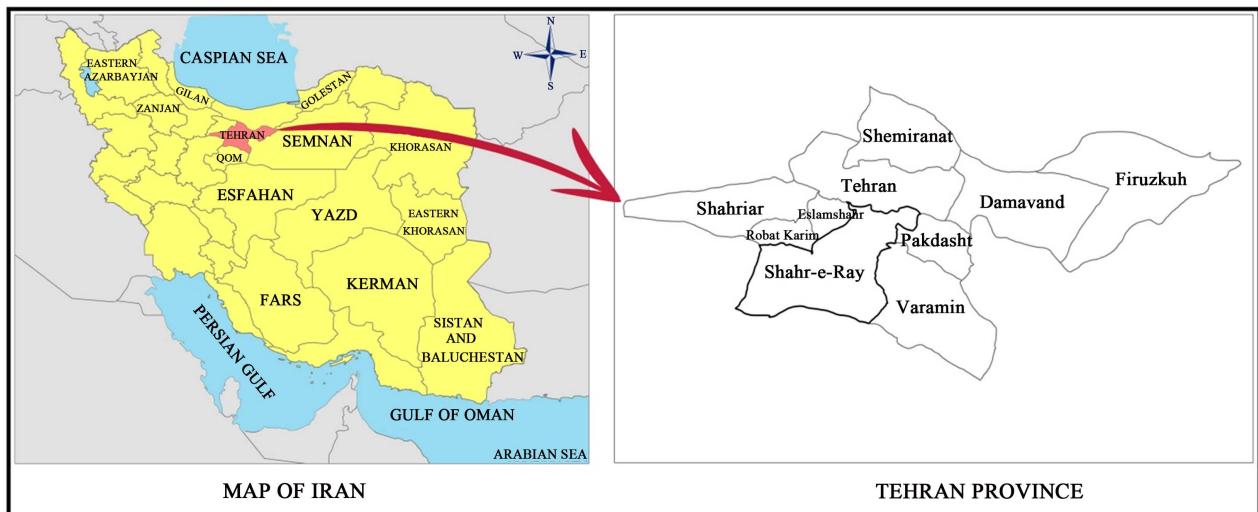 N
W
E
S
CASPIAN SEA
EASTERN
AZARBAYJAN
GILAN
GOLESTAN
ZANJAN
TEHRAN
SEMNAN
KHORASAN
QOM
ESFAHAN
YAZD
EASTERN
KHORASAN
KERMAN
FARS
PERSIAN GULF
SISTAN
AND
BALUCHESTAN
GULF OF OMAN
ARABIAN SEA
MAP OF IRAN
Shemiranat
Firuzkuh
Tehran
Damavand
Shahriar
Eslamshahr
Robat Karim
Pakdasht
Shahr-e-Ray
Varamin
TEHRAN PROVINCE